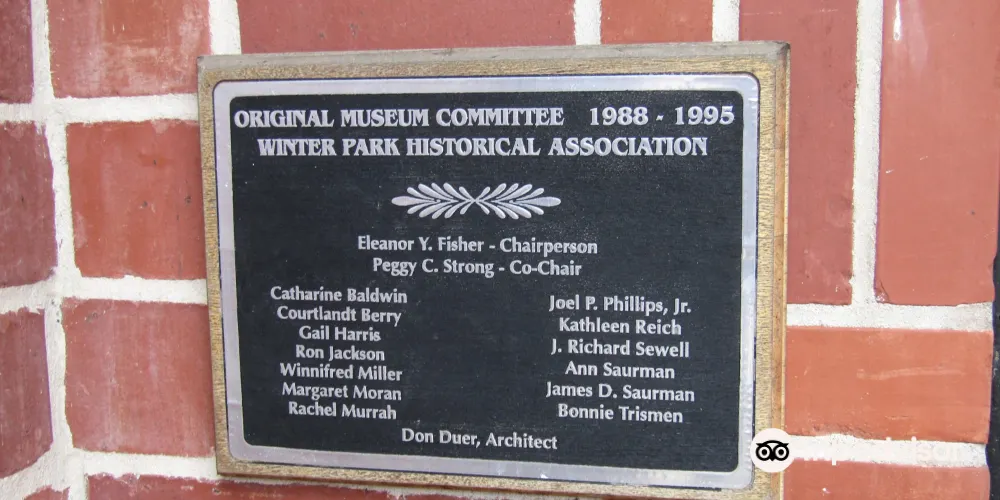 ORIGINAL MUSEUM COMMITTEE 1988 - 1995
WINTER PARK HISTORICAL ASSOCIATION
Eleanor Y. Fisher - Chairperson
Peggy C. Strong - Co-Chair
Catharine Baldwin
Courtlandt Berry
Gail Harris
Ron Jackson
Winnifred Miller
Margaret Moran
Rachel Murrah
Joel P. Phillips, Jr.
Kathleen Reich
J. Richard Sewell
Ann Saurman
James D. Saurman
Bonnie Trismen
Don Duer, Architect